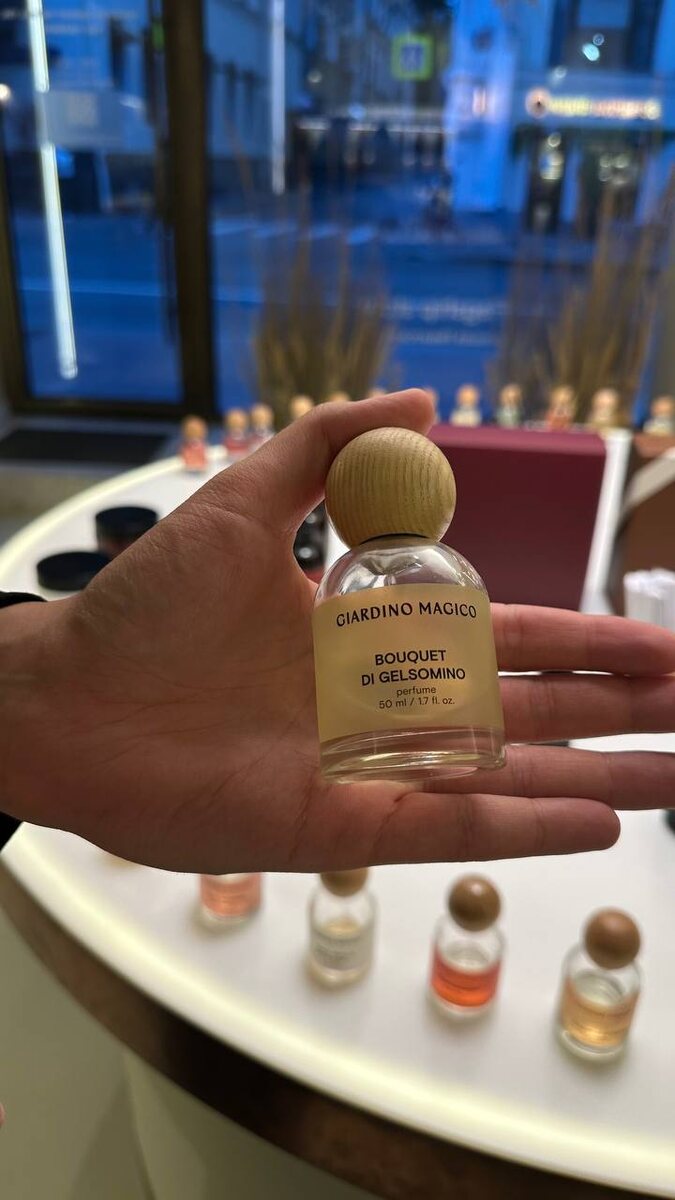 GIARDINO MAGICO
BOUQUET
DI GELSOMINO
perfume
50 ml / 1.7 fl. oz.